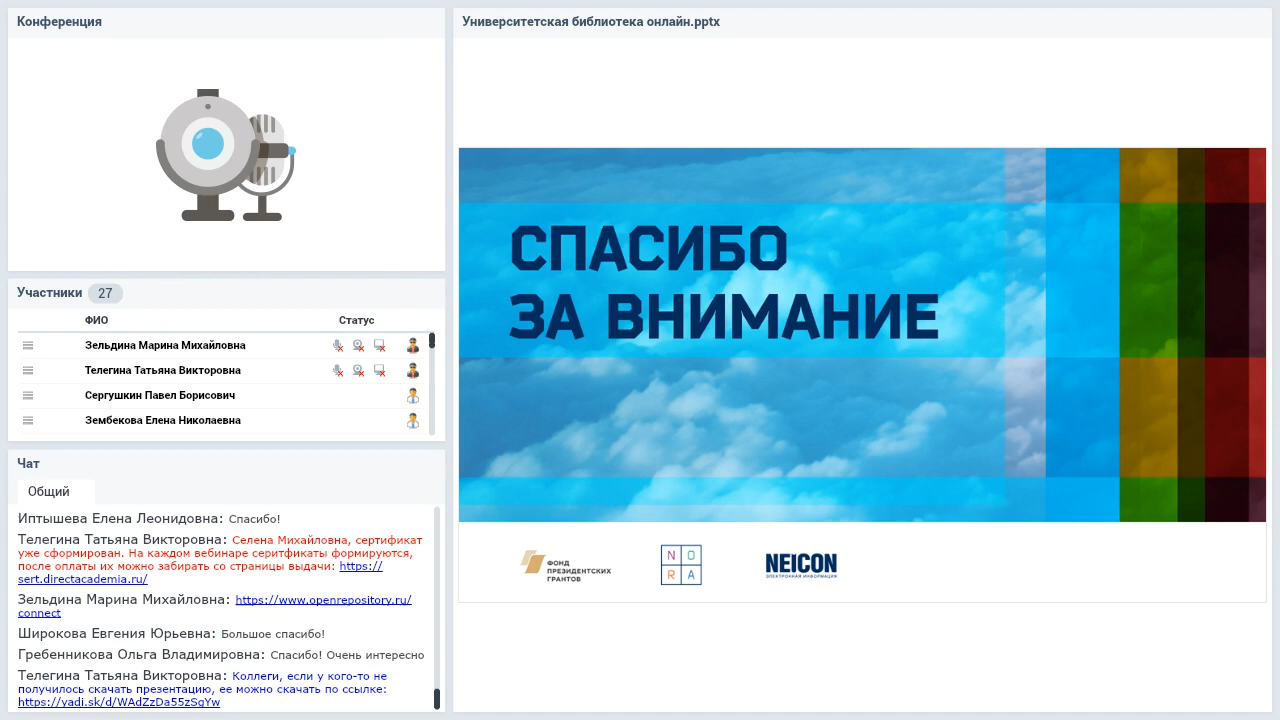 Конференция
Участники 27
ФИО Статус
Зельдина Марина Михайловна
Телегина Татьяна Викторовна
Сергушкин Павел Борисович
Зембекова Елена Николаевна
Чат
Общий
Иптышева Елена Леонидовна: Спасибо!
Телегина Татьяна Викторовна: Селена Михайловна, сертификат
уже сформирован. На каждом вебинаре серитфикаты формируются,
после оплаты их можно забирать со страницы выдачи: https://
sert.directacademia.ru/
Зельдина Марина Михайловна: https://www.openrepository.ru/
connect
Широкова Евгения Юрьевна: Большое спасибо!
Гребенникова Ольга Владимировна: Спасибо! Очень интересно
Телегина Татьяна Викторовна: Коллеги, если у кого-то не
получилось скачать презентацию, ее можно скачать по ссылке:
https://yadi.sk/d/WAdZzDa55zSgYw
Университетская библиотека онлайн.pptx
СПАСИБО
ЗА ВНИМАНИЕ
ФОНД
ПРЕЗИДЕНТСКИХ
ГРАНТОВ
N O
R A
NEICON
ЭЛЕКТРОННАЯ ИНФОРМАЦИЯ